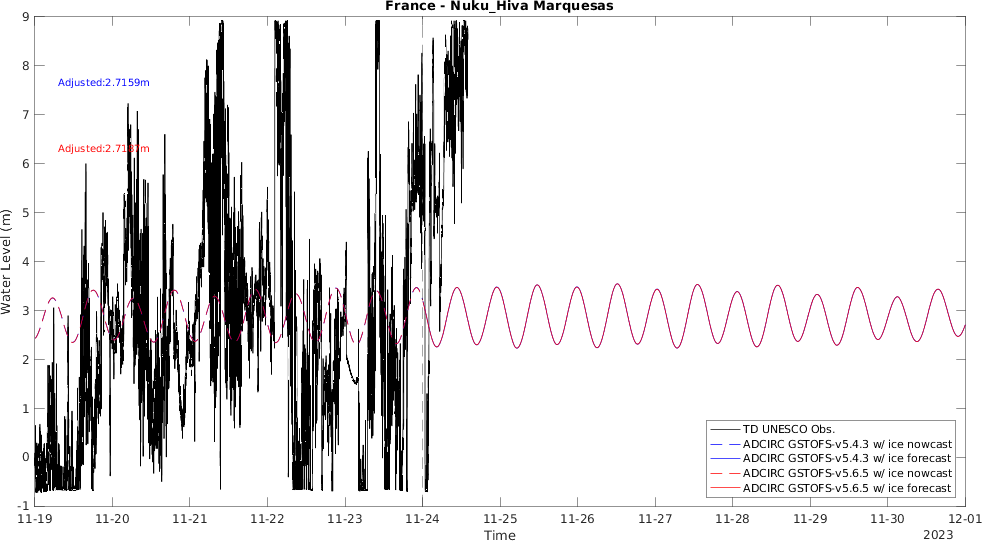 France - Nuku_Hiva Marquesas
9
8
7
6
5
4
3
2
1
0
-1
Water Level (m)
Adjusted:2.7159m
Adjusted:2.7137m
TD UNESCO Obs.
ADCIRC GSTOFS-v5.4.3 w/ ice nowcast
ADCIRC GSTOFS-v5.4.3 w/ ice forecast
ADCIRC GSTOFS-v5.6.5 w/ ice nowcast
ADCIRC GSTOFS-v5.6.5 w/ ice forecast
11-19 11-20 11-21 11-22 11-23 11-24 11-25 11-26 11-27 11-28 11-29 11-30 12-01
Time
2023